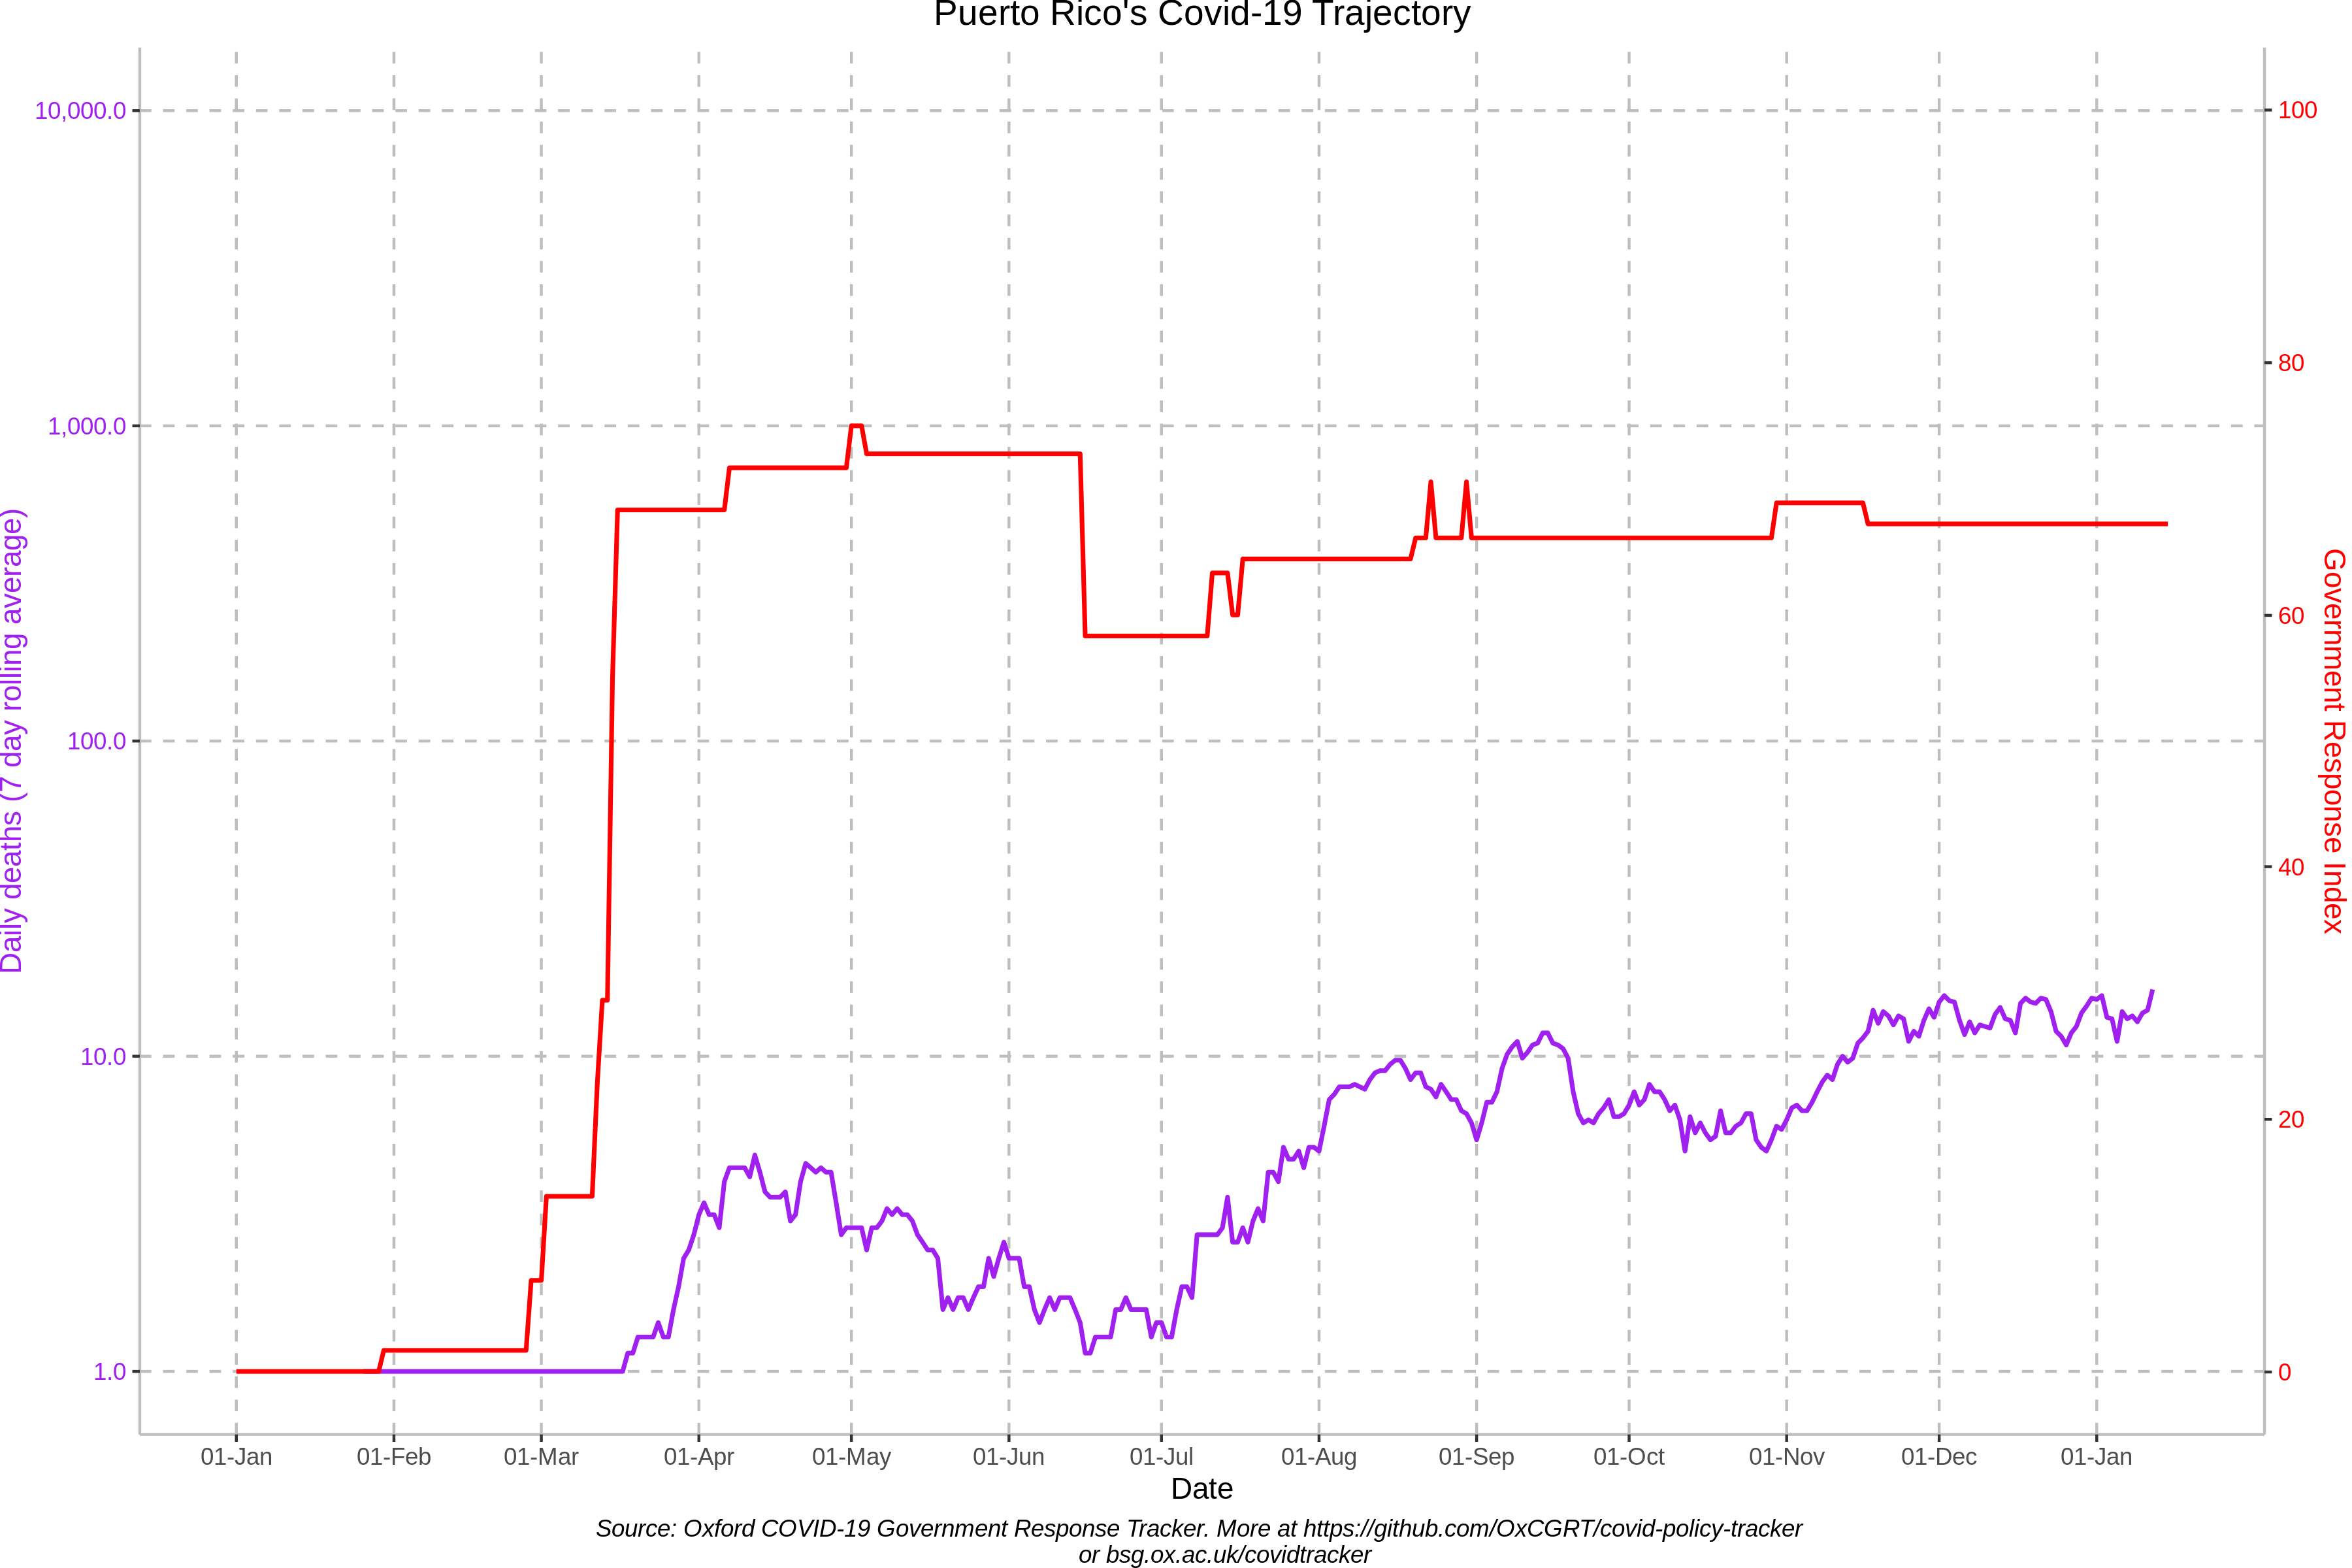 Puerto Rico's Covid-19 Trajectory
Daily deaths (7 day rolling average)
10,000.0
1,000.0
100.0
10.0
1.0
100
80
60
40
20
0
Government Response Index
01-Jan 01-Feb 01-Mar 01-Apr 01-May 01-Jun 01-Jul 01-Aug 01-Sep 01-Oct 01-Nov 01-Dec 01-Jan
Date
Source: Oxford COVID-19 Government Response Tracker. More at https://github.com/OxCGRT/covid-policy-tracker
or bsg.ox.ac.uk/covidtracker